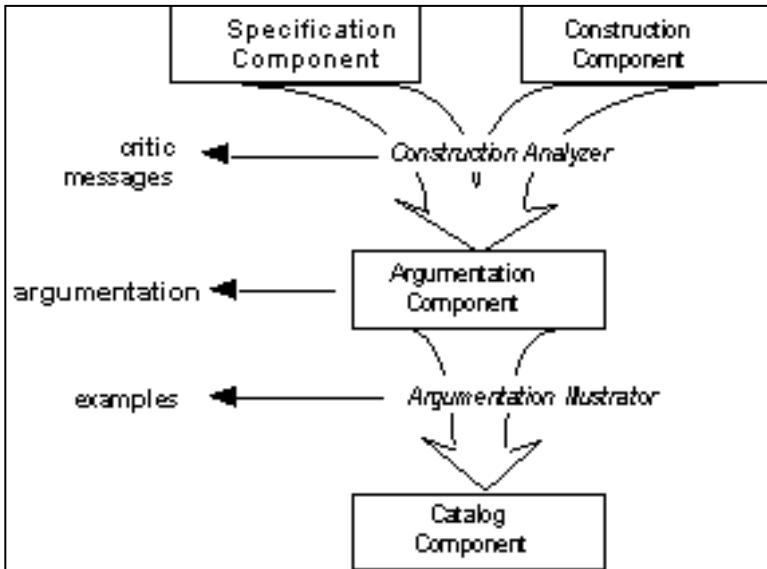 Specification
Component
Construction
Component
critic
messages
Construction Analyzer
argumentation
Argumentation
Component
examples
Argumentation Illustrator
Catalog
Component